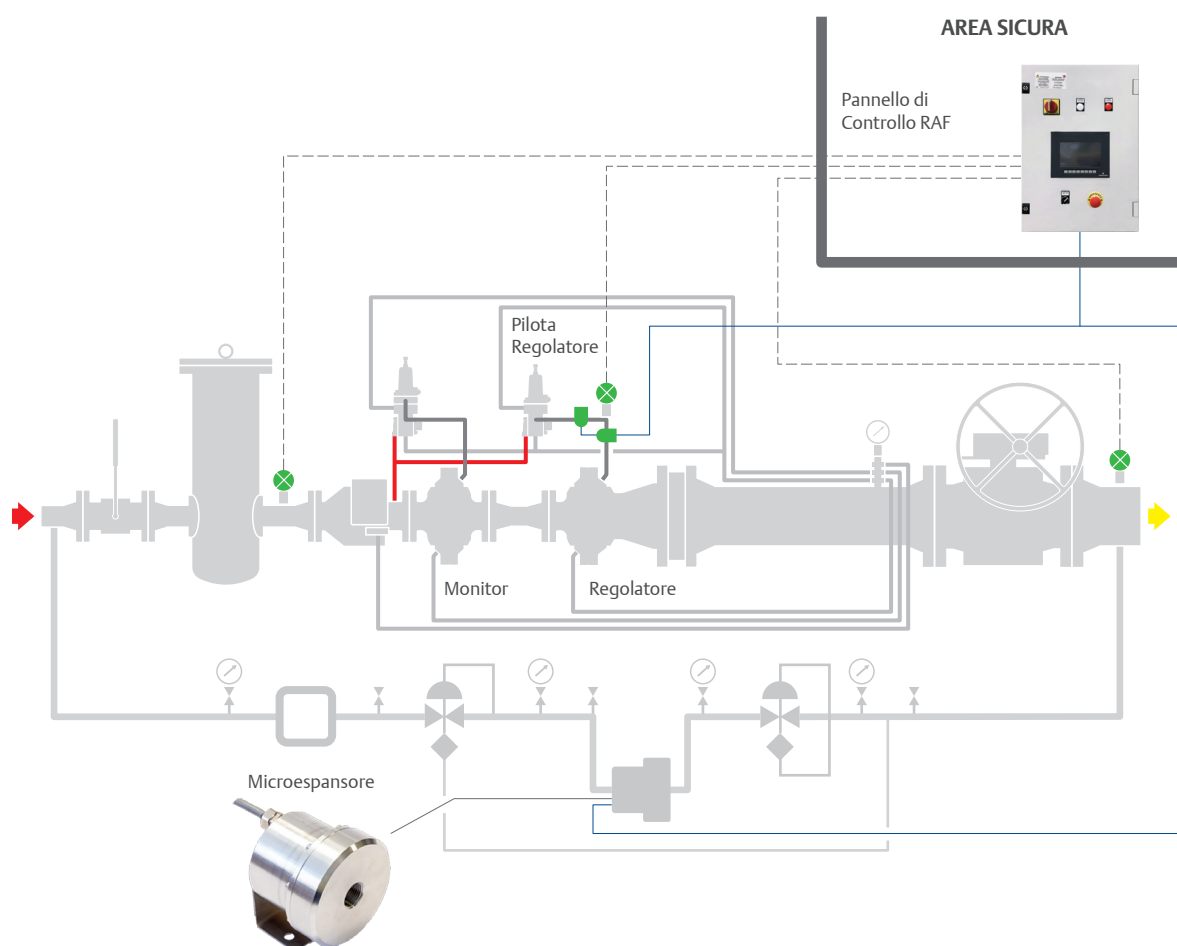 AREA SICURA
Pannello di
Controllo RAF
Pilota
Regolatore
Monitor
Regolatore
Microespansore